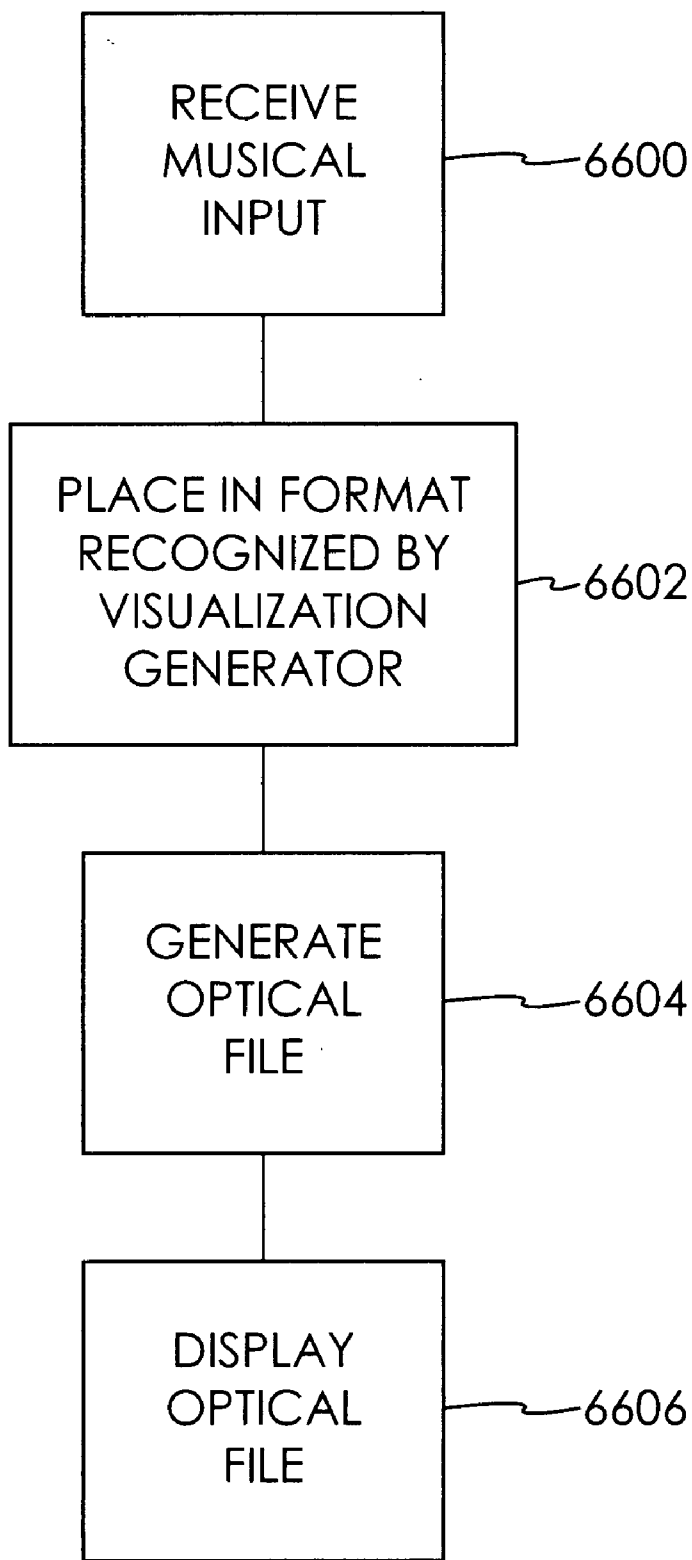 RECEIVE
MUSICAL
INPUT
6600
PLACE IN FORMAT
RECOGNIZED BY
VISUALIZATION
GENERATOR
6602
GENERATE
OPTICAL
FILE
6604
DISPLAY
OPTICAL
FILE
6606